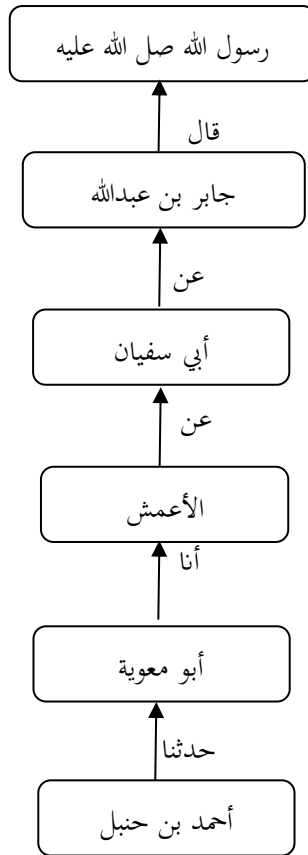 رسول الله صل الله عليه
قال
جابر بن عبدالله
عن
أبي سفيان
عن
الأعمش
أنا
أبو معوية
حدثنا
أحمد بن حنبل